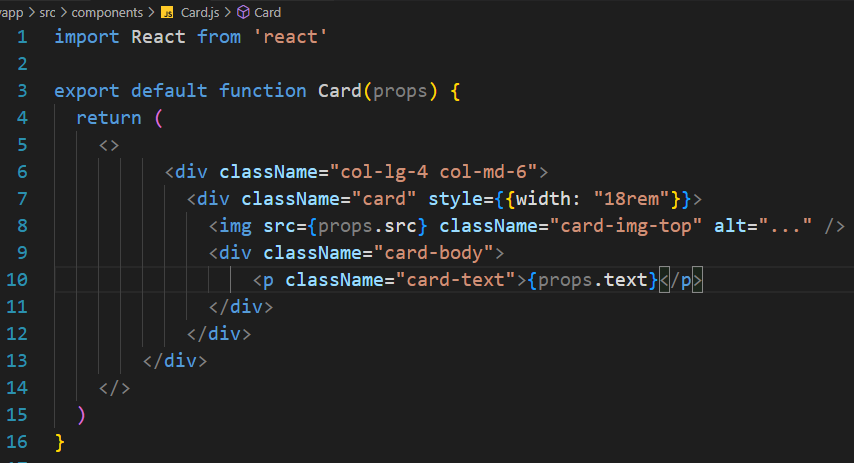 yapp > src > components > JS Card.js > Card
1 import React from 'react'
2
3 export default function Card(props) {
4 return (
5 <>
6 <div className="col-lg-4 col-md-6">
7 <div className="card" style={{width: "18rem"}}>
8 <img src={props.src} className="card-img-top" alt="..." />
9 <div className="card-body">
10 <p className="card-text">{props.text}</p>
11 </div>
12 </div>
13 </div>
14 </>
15 )
16 }